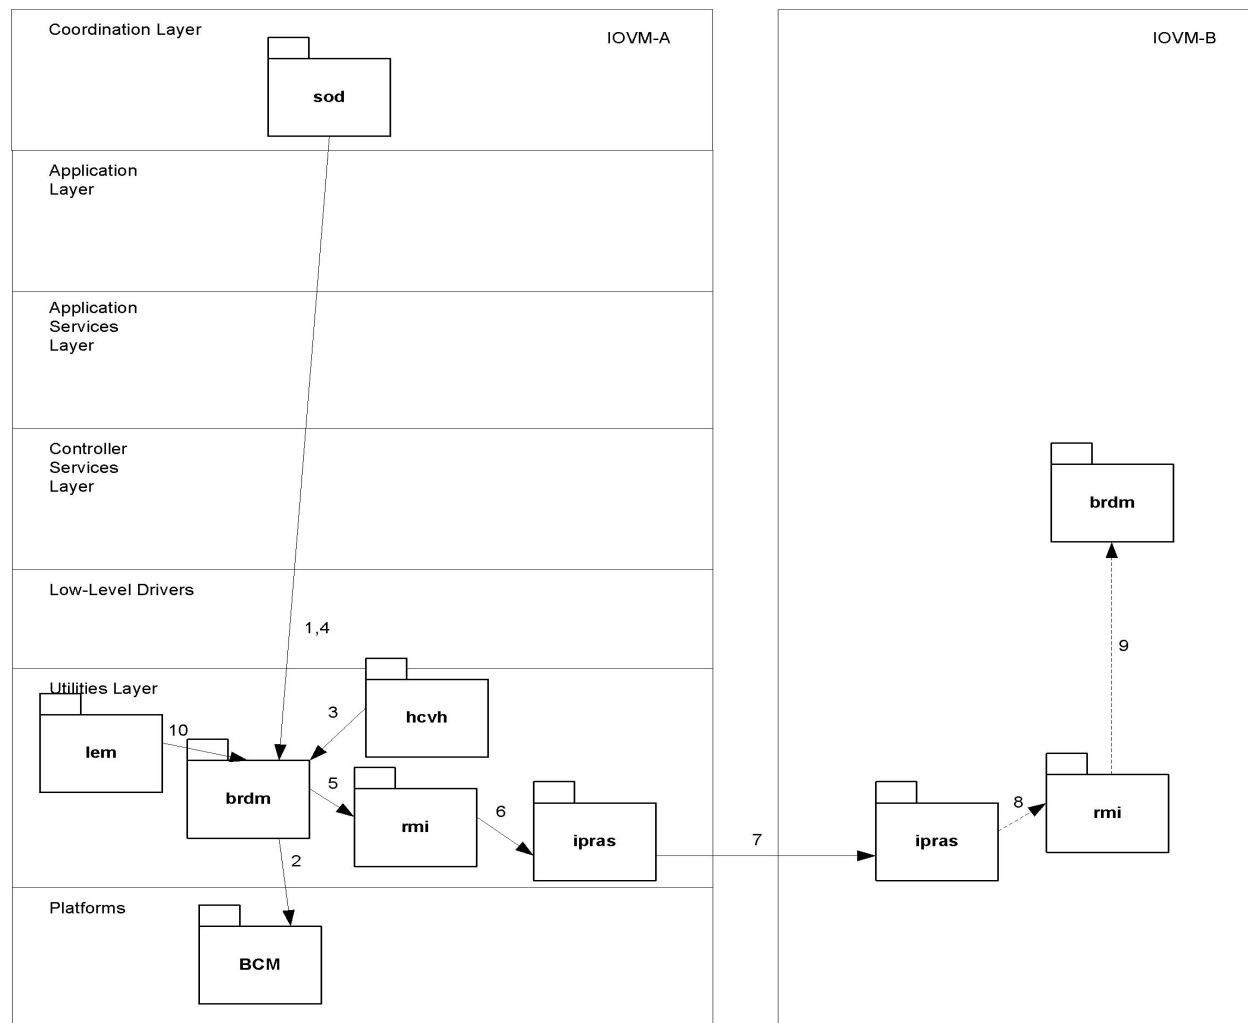 Coordination Layer
IOVM-A
IOVM-B
sod
Application
Layer
Application
Services
Layer
Controller
Services
Layer
brdm
Low-Level Drivers
1,4
9
Utilities Layer
hcvh
3
10
lem
brdm
5
rmi
6
ipras
7
ipras
8
rmi
2
Platforms
BCM